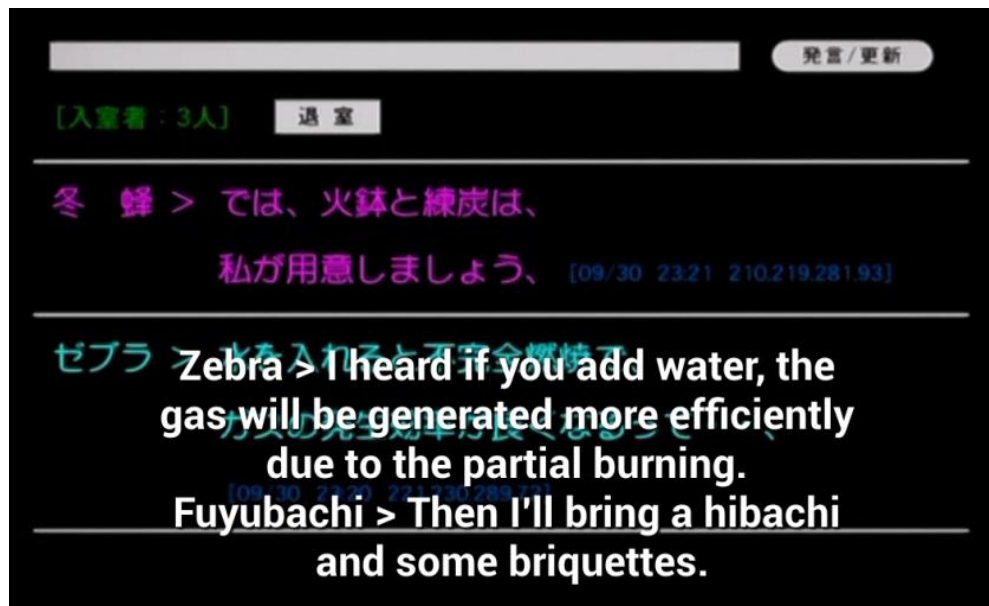 発言/更新
[入室者:3人] 退 室
冬 蜂 > では、火鉢と練炭は、
私が用意しましょう、 [09/30 23:21 210.219.281.93]
ゼブラ
Zebra > I heard if you add water, the
gas will be generated more efficiently
due to the partial burning.
Fuyubachi > Then I'll bring a hibachi
and some briquettes.